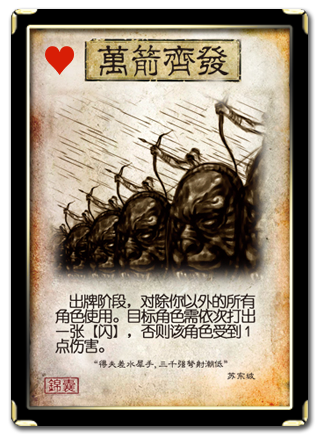 萬箭齊發
出牌阶段，对除你以外的所有
角色使用。目标角色需依次打出
一张【闪】，否则该角色受到1
点伤害。
“得夫差水犀手，三千强弩射潮低”
苏东坡
錦囊